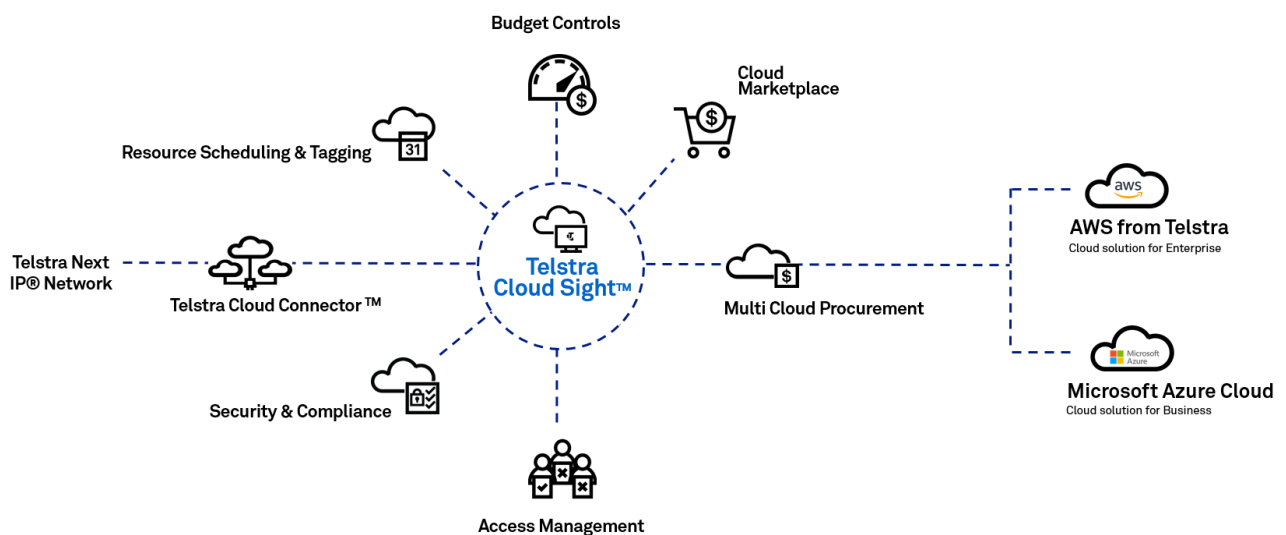 Budget Controls
$
Cloud
Marketplace
$
Resource Scheduling & Tagging
31
aws
AWS from Telstra
Cloud solution for Enterprise
Telstra Next
IP® Network
Telstra Cloud Connector ™
Telstra
Cloud Sight™
$
Multi Cloud Procurement
Microsoft
Azure
Microsoft Azure Cloud
Cloud solution for Business
Security & Compliance
Access Management